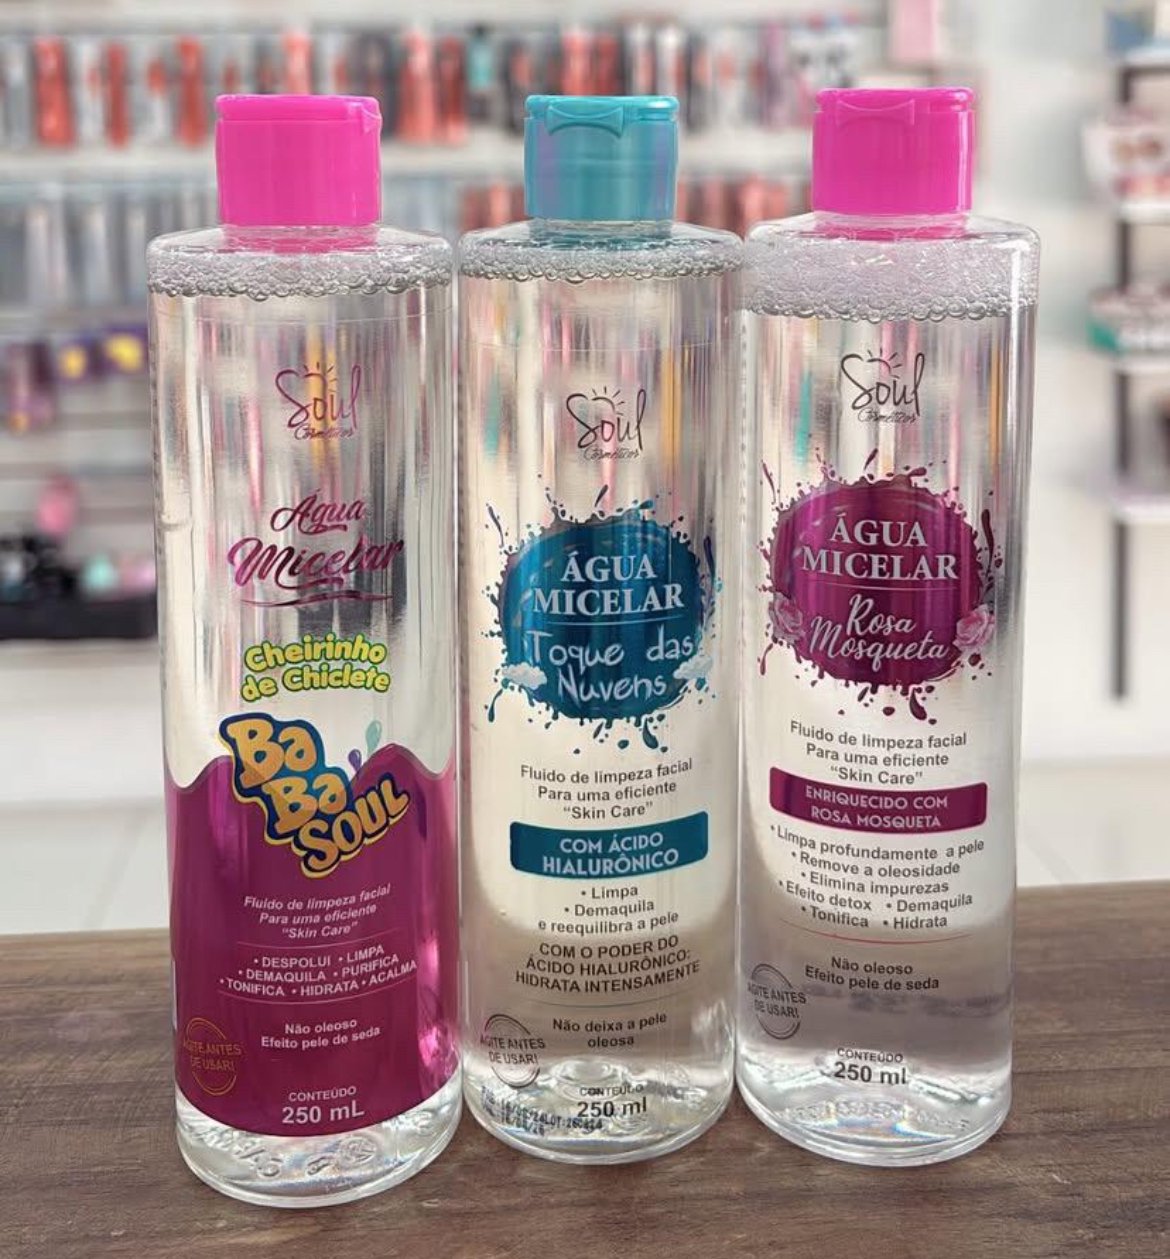 Soul
Cosméticos
Água
Micelar
Cheirinho
de Chiclete
Ba
Ba
SOUL
Fluido de limpeza facial
Para uma eficiente
“Skin Care”
• DESPOLUI • LIMPA
• DEMAQUILA • PURIFICA
• TONIFICA • HIDRATA • ACALMA
Não oleoso
Efeito pele de seda
AGITE ANTES
DE USAR!
CONTEÚDO
250 mL
Soul
Cosméticos
ÁGUA
MICELAR
Toque das
Nuvens
Fluido de limpeza facial
Para uma eficiente
“Skin Care”
COM ÁCIDO
HIALURÔNICO
• Limpa
• Demaquila
e reequilibra a pele
COM O PODER DO
ÁCIDO HIALURÔNICO:
HIDRATA INTENSAMENTE
Não deixa a pele
oleosa
AGITE ANTES
DE USAR!
CONTEÚDO
250 ml
Soul
Cosméticos
ÁGUA
MICELAR
Rosa
Mosqueta
Fluido de limpeza facial
Para uma eficiente
“Skin Care”
ENRIQUECIDO COM
ROSA MOSQUETA
• Limpa profundamente a pele
• Remove a oleosidade
• Elimina impurezas
• Efeito detox • Demaquila
• Tonifica • Hidrata
Não oleoso
Efeito pele de seda
AGITE ANTES
DE USAR!
CONTEÚDO
250 ml